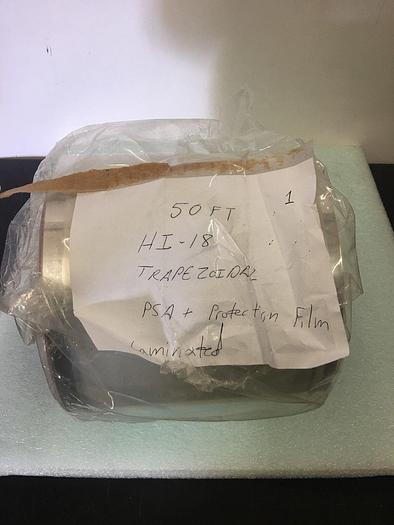 1
50 FT
HI-18
TRAPEZOIDAL
PSA + Protection Film
Laminated